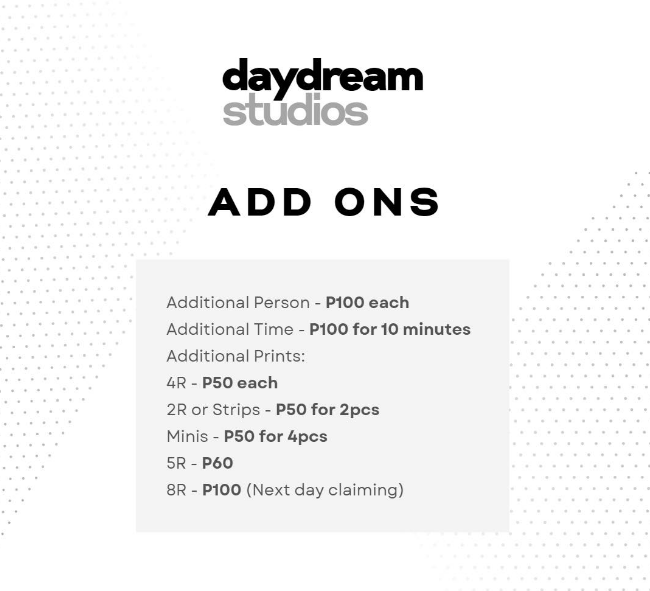 daydream
studios
ADD ONS
Additional Person - P100 each
Additional Time - P100 for 10 minutes
Additional Prints:
4R - P50 each
2R or Strips - P50 for 2pcs
Minis - P50 for 4pcs
5R - P60
8R - P100 (Next day claiming)